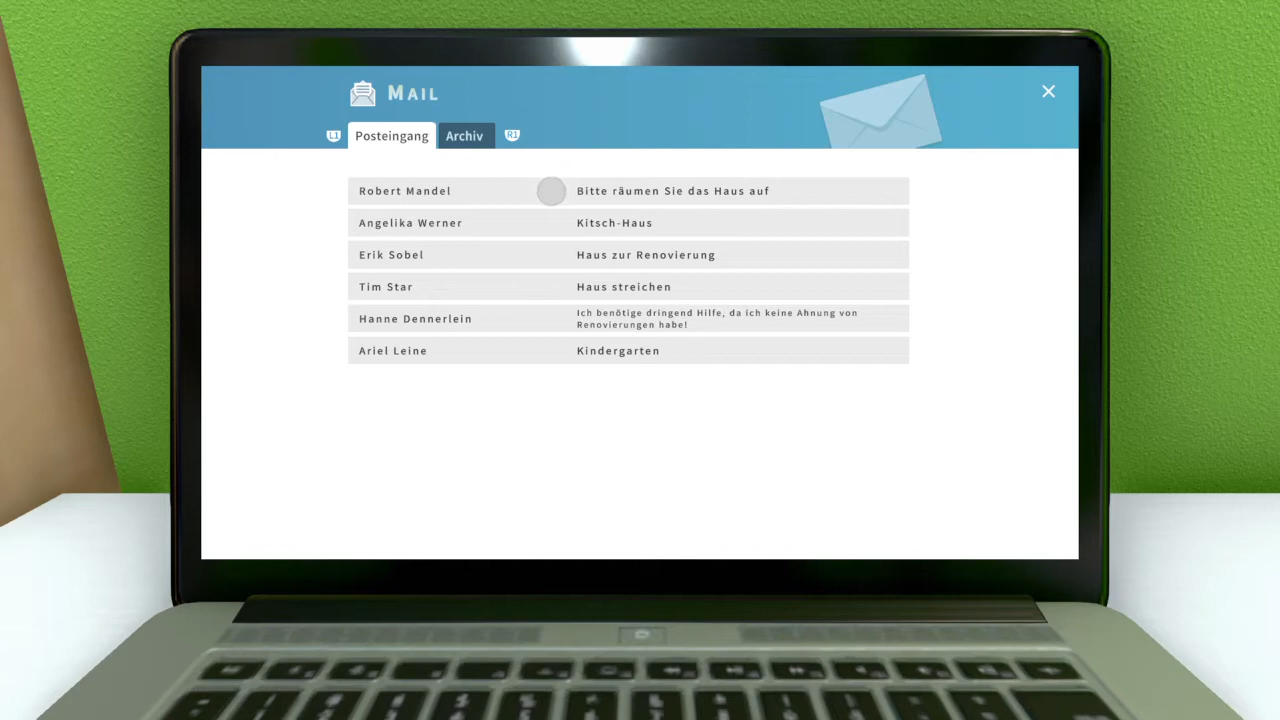 MAIL
L1 Posteingang Archiv R1
Robert Mandel Bitte räumen Sie das Haus auf
Angelika Werner Kitsch-Haus
Erik Sobel Haus zur Renovierung
Tim Star Haus streichen
Hanne Dennerlein Ich benötige dringend Hilfe, da ich keine Ahnung von
Renovierungen habe!
Ariel Leine Kindergarten